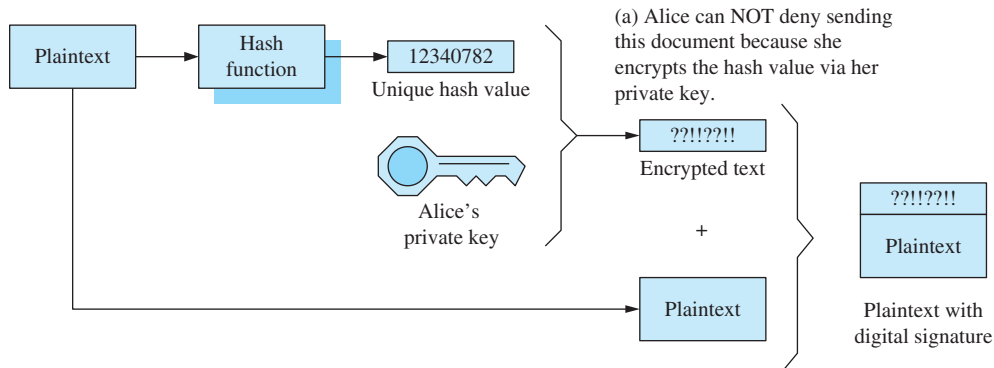 (a) Alice can NOT deny sending
this document because she
encrypts the hash value via her
private key.
Plaintext
Hash
function
12340782
Unique hash value
Alice’s
private key
??!!??!!
Encrypted text
+
Plaintext
??!!??!!
Plaintext
Plaintext with
digital signature